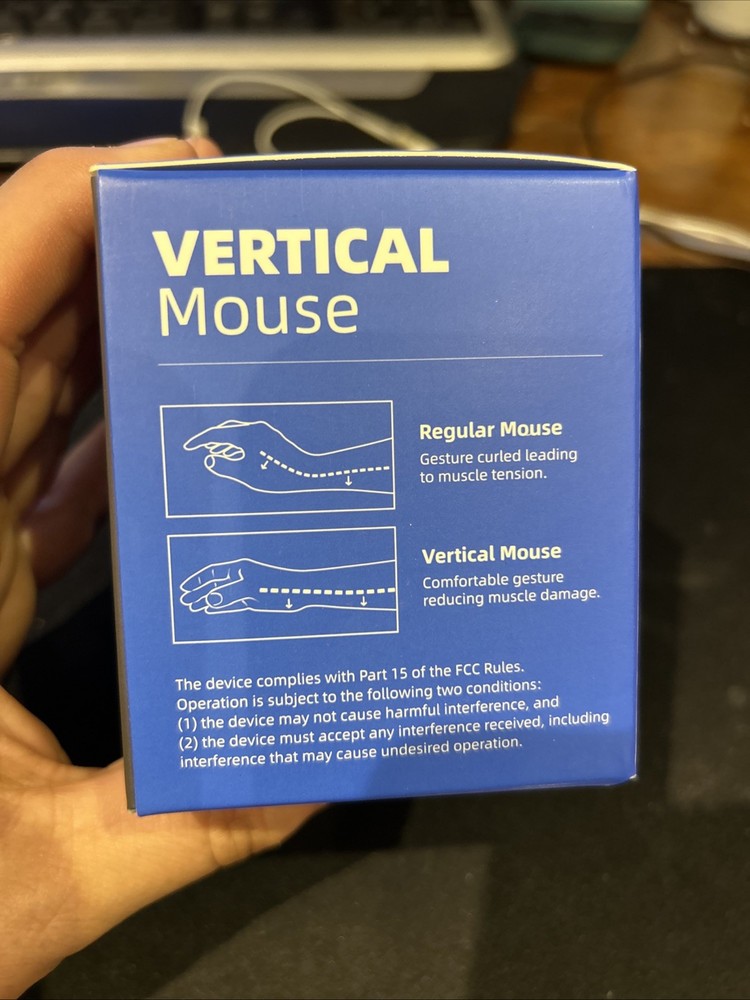 VERTICAL
Mouse
Regular Mouse
Gesture curled leading
to muscle tension.
Vertical Mouse
Comfortable gesture
reducing muscle damage.
The device complies with Part 15 of the FCC Rules.
Operation is subject to the following two conditions:
(1) the device may not cause harmful interference, and
(2) the device must accept any interference received, including
interference that may cause undesired operation.